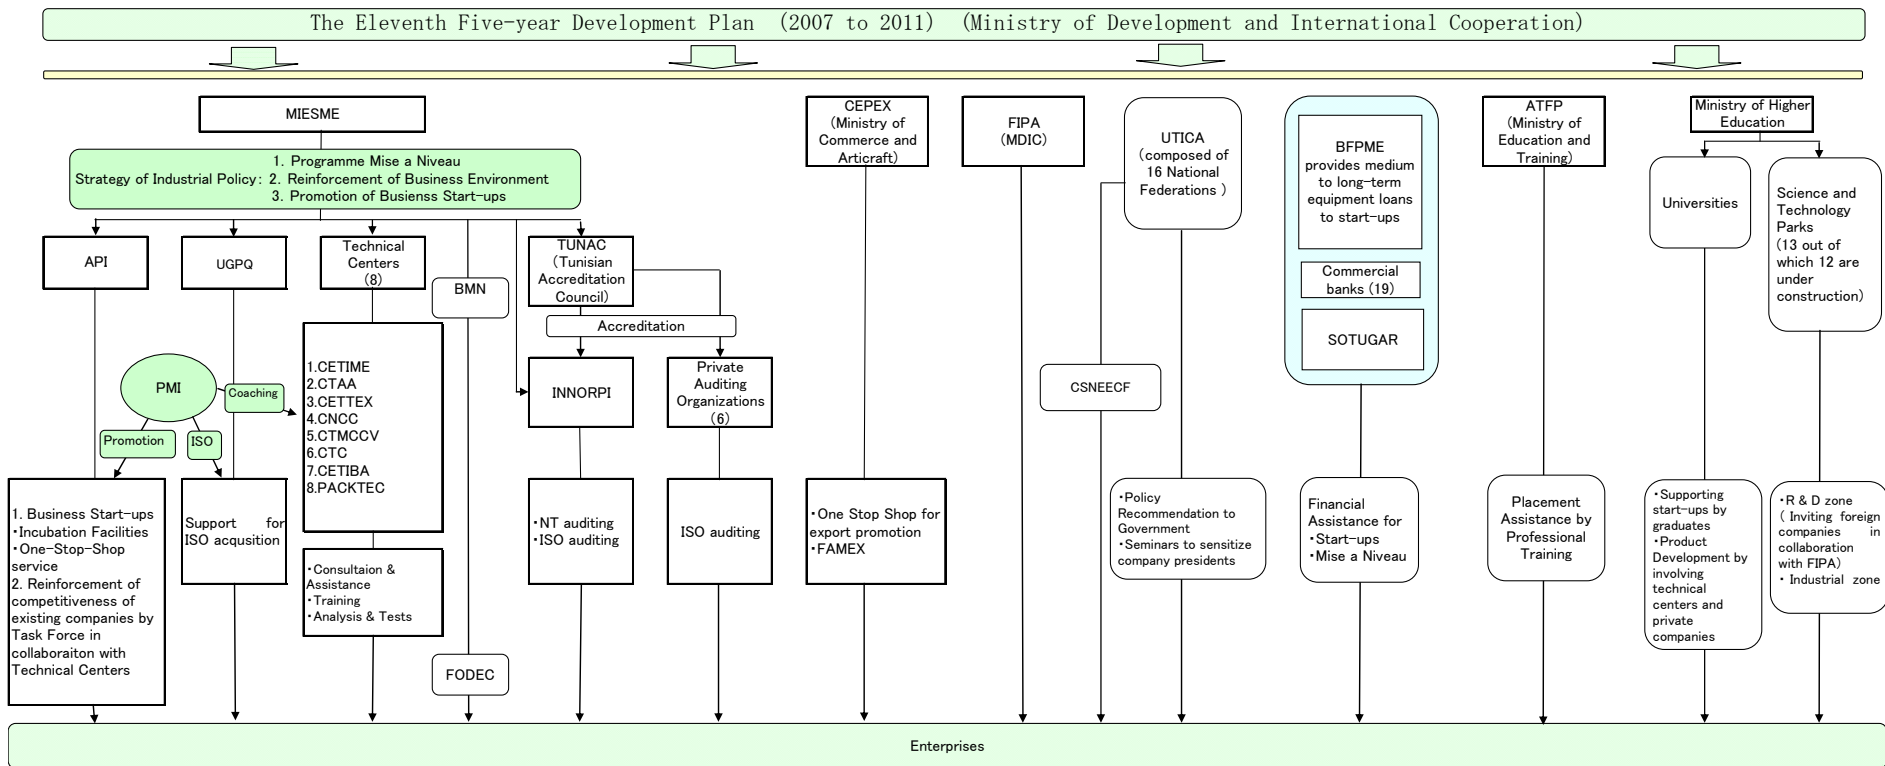 The Eleventh Five-year Development Plan (2007 to 2011) (Ministry of Development and International Cooperation)
MIESME
1. Programme Mise a Niveau
Strategy of Industrial Policy: 2. Reinforcement of Business Environment
3. Promotion of Busienss Start-ups
API
UGPQ
Technical
Centers
(8)
BMN
TUNAC
(Tunisian
Accreditation
Council)
Accreditation
INNORPI
Private
Auditing
Organizations
(6)
PMI
Coaching
Promotion
ISO
1.CETIME
2.CTAA
3.CETTEX
4.CNCC
5.CTMCCV
6.CTC
7.CETIBA
8.PACKTEC
1. Business Start-ups
・Incubation Facilities
・One-Stop-Shop
service
2. Reinforcement of
competitiveness of
existing companies by
Task Force in
collaboraiton with
Technical Centers
Support for
ISO acqusition
・Consultaion &
Assistance
・Training
・Analysis & Tests
FODEC
・NT auditing
・ISO auditing
ISO auditing
CEPEX
(Ministry of
Commerce and
Articraft)
・One Stop Shop for
export promotion
・FAMEX
FIPA
(MDIC)
UTICA
(composed of
16 National
Federations )
CSNEECF
・Policy
Recommendation to
Government
・Seminars to sensitize
company presidents
BFPME
provides medium
to long-term
equipment loans
to start-ups
Commercial
banks (19)
SOTUGAR
Financial
Assistance for
・Start-ups
・Mise a Niveau
ATFP
(Ministry of
Education and
Training)
Placement
Assistance by
Professional
Training
Ministry of Higher
Education
Universities
Science and
Technology
Parks
(13 out of
which 12 are
under
construction)
・Supporting
start-ups by
graduates
・Product
Development by
involving
technical
centers and
private
companies
・R & D zone
( Inviting foreign
companies in
collaboration
with FIPA)
・ Industrial zone
Enterprises